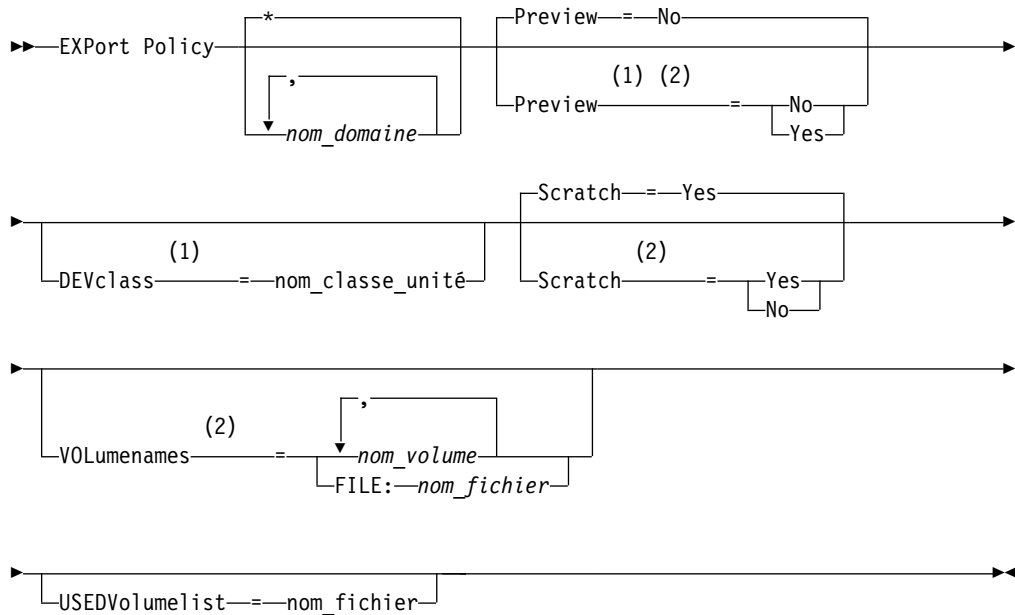 * Preview = No
EXPort Policy
, (1) (2)
nom_domaine Preview = No
Yes
Scratch = Yes
(1) (2)
DEVclass = nom_classe_unité Scratch = Yes
No
,
(2)
VOLumenames = nom_volume
FILE: nom_fichier
USEDVolumelist = nom_fichier